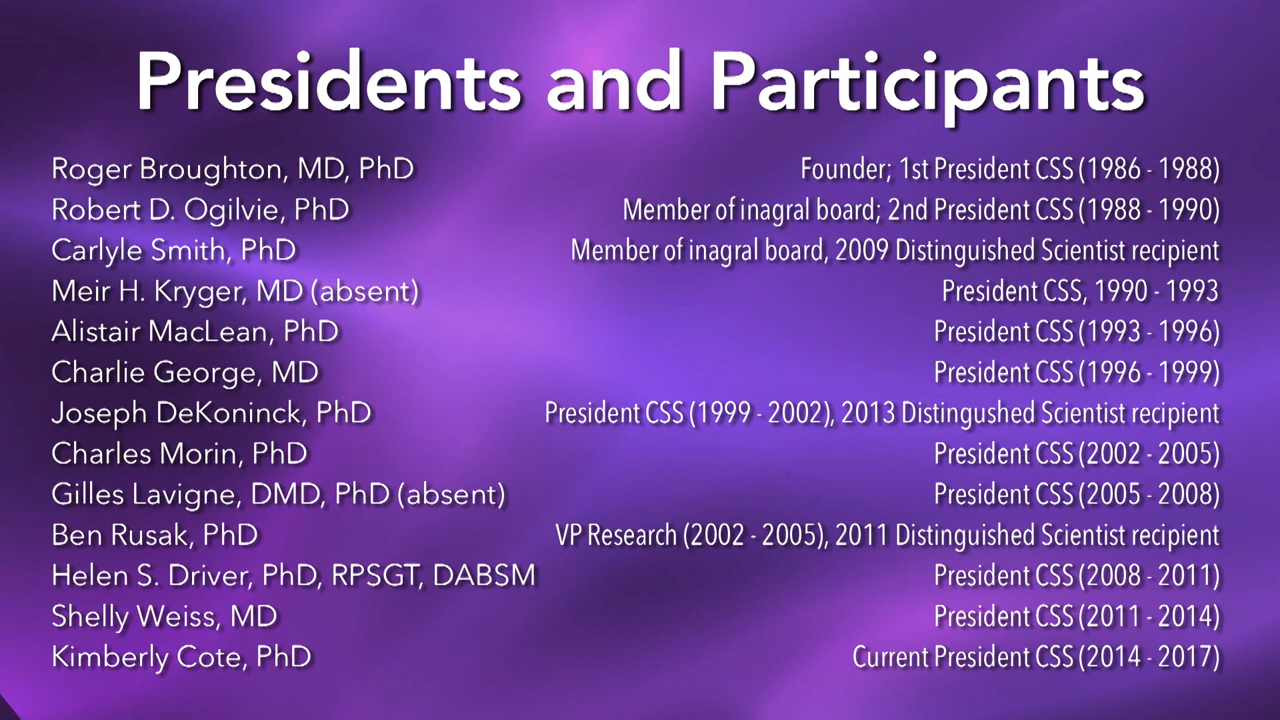 Presidents and Participants
Roger Broughton, MD, PhD Founder; 1st President CSS (1986 - 1988)
Robert D. Ogilvie, PhD Member of inagral board; 2nd President CSS (1988 - 1990)
Carlyle Smith, PhD Member of inagral board, 2009 Distinguished Scientist recipient
Meir H. Kryger, MD (absent) President CSS, 1990 - 1993
Alistair MacLean, PhD President CSS (1993 - 1996)
Charlie George, MD President CSS (1996 - 1999)
Joseph DeKoninck, PhD President CSS (1999 - 2002), 2013 Distingushed Scientist recipient
Charles Morin, PhD President CSS (2002 - 2005)
Gilles Lavigne, DMD, PhD (absent) President CSS (2005 - 2008)
Ben Rusak, PhD VP Research (2002 - 2005), 2011 Distinguished Scientist recipient
Helen S. Driver, PhD, RPSGT, DABSM President CSS (2008 - 2011)
Shelly Weiss, MD President CSS (2011 - 2014)
Kimberly Cote, PhD Current President CSS (2014 - 2017)